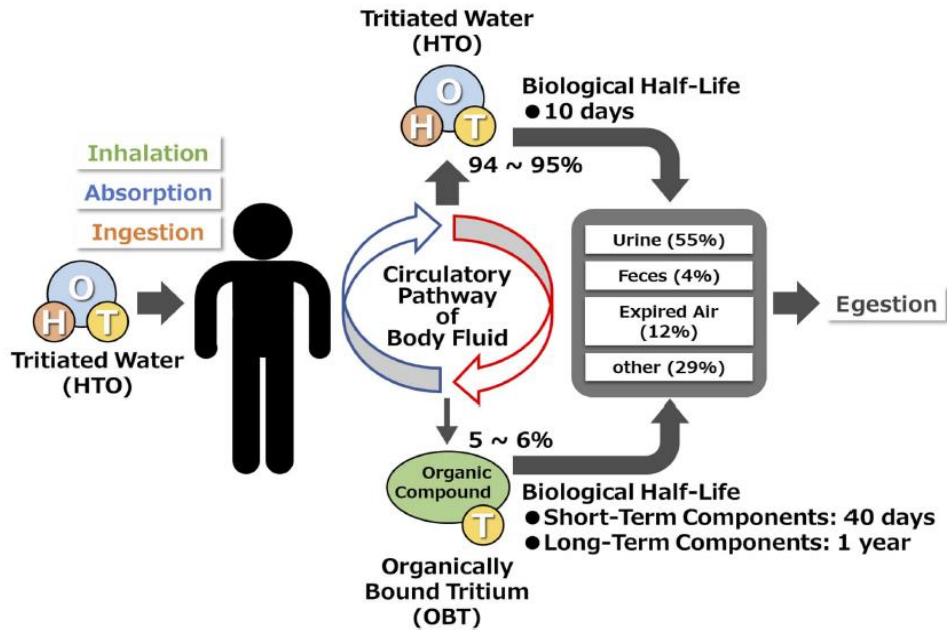 Tritiated Water
(HTO)
O
H
T
Biological Half-Life
● 10 days
94 ~ 95%
Inhalation
Absorption
Ingestion
O
H
T
Tritiated Water
(HTO)
Circulatory
Pathway
of
Body Fluid
Urine (55%)
Feces (4%)
Expired Air
(12%)
other (29%)
Egestion
5 ~ 6%
Organic
Compound
T
Organically
Bound Tritium
(OBT)
Biological Half-Life
● Short-Term Components: 40 days
● Long-Term Components: 1 year